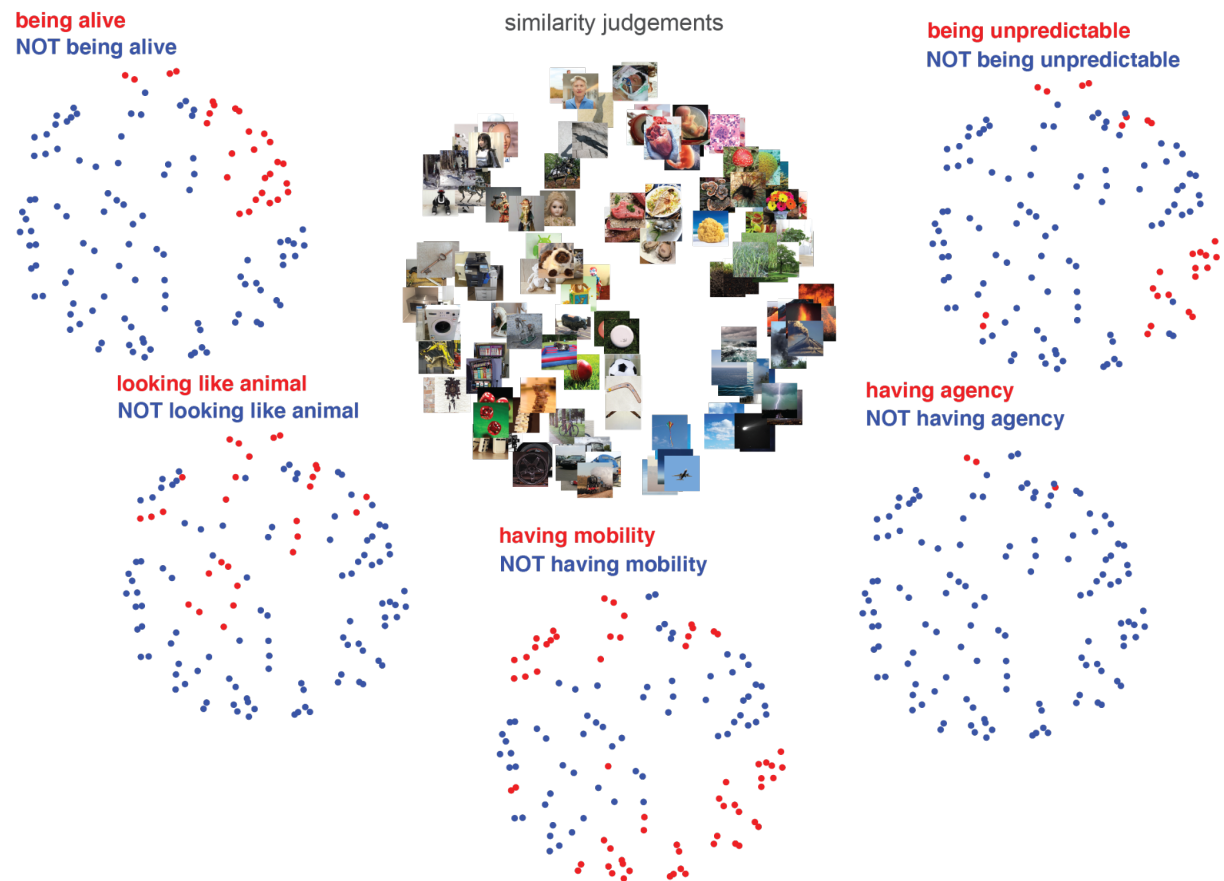 being alive
NOT being alive
similarity judgements
being unpredictable
NOT being unpredictable
looking like animal
NOT looking like animal
having agency
NOT having agency
having mobility
NOT having mobility